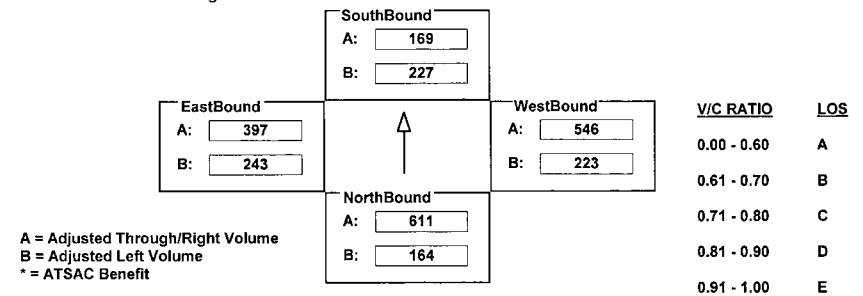 SouthBound
A: 169
B: 227
EastBound
A: 397
B: 243
WestBound
A: 546
B: 223
NorthBound
A: 611
B: 164
A = Adjusted Through/Right Volume
B = Adjusted Left Volume
* = ATSAC Benefit
V/C RATIO LOS
0.00 - 0.60 A
0.61 - 0.70 B
0.71 - 0.80 C
0.81 - 0.90 D
0.91 - 1.00 E